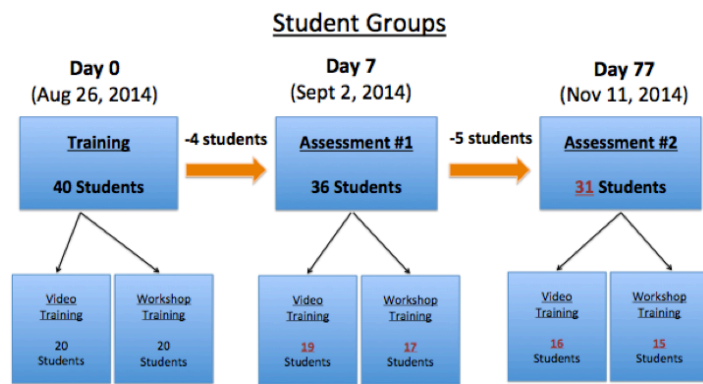 Student Groups
Day 0
(Aug 26, 2014)
Day 7
(Sept 2, 2014)
Day 77
(Nov 11, 2014)
Training
40 Students
-4 students
Assessment #1
36 Students
-5 students
Assessment #2
31 Students
Video
Training
20
Students
Workshop
Training
20
Students
Video
Training
19
Students
Workshop
Training
17
Students
Video
Training
16
Students
Workshop
Training
15
Students